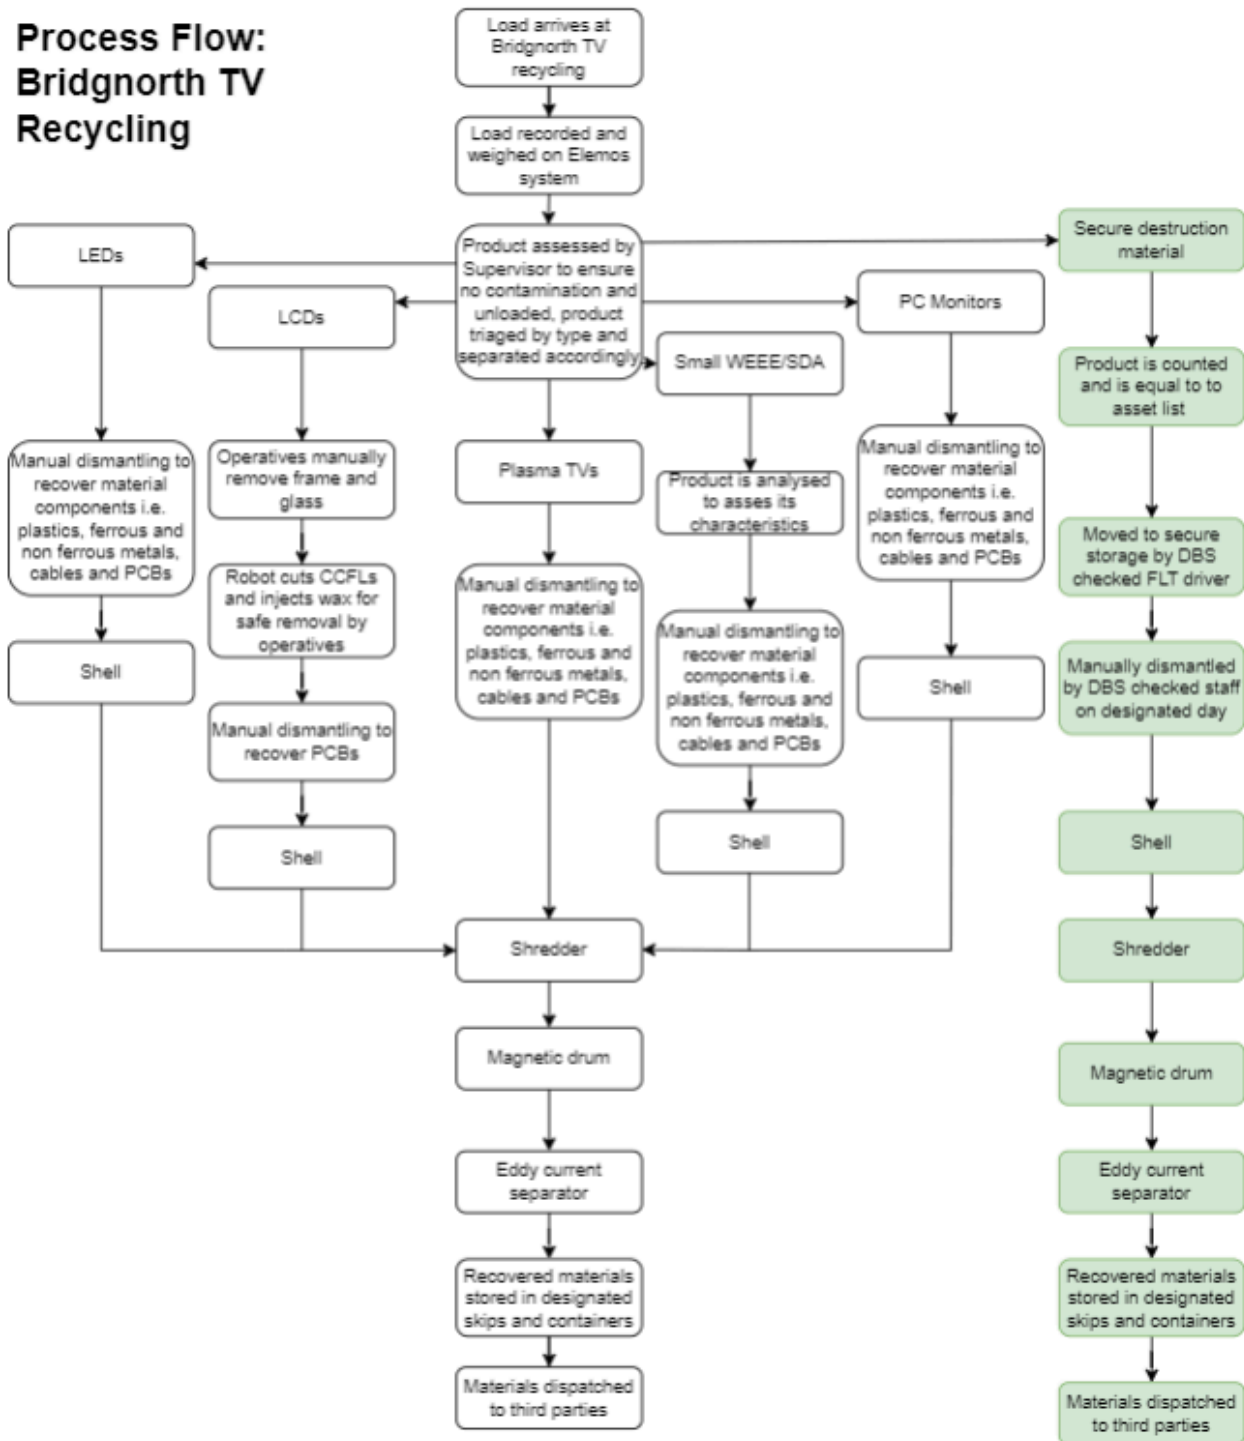 Process Flow:
Bridgnorth TV
Recycling
Load arrives at
Bridgnorth TV
recycling
Load recorded and
weighed on Elemos
system
Product assessed by
Supervisor to ensure
no contamination and
unloaded, product
triaged by type and
separated accordingly
LEDs
Manual dismantling to
recover material
components i.e.
plastics, ferrous and
non ferrous metals,
cables and PCBs
Shell
LCDs
Operatives manually
remove frame and
glass
Robot cuts CCFLs
and injects wax for
safe removal by
operatives
Manual dismantling to
recover PCBs
Shell
Plasma TVs
Manual dismantling to
recover material
components i.e.
plastics, ferrous and
non ferrous metals,
cables and PCBs
Small WEEE/SDA
Product is analysed
to asses its
characteristics
Manual dismantling to
recover material
components i.e.
plastics, ferrous and
non ferrous metals,
cables and PCBs
Shell
PC Monitors
Manual dismantling to
recover material
components i.e.
plastics, ferrous and
non ferrous metals,
cables and PCBs
Shell
Shredder
Magnetic drum
Eddy current
separator
Recovered materials
stored in designated
skips and containers
Materials dispatched
to third parties
Secure destruction
material
Product is counted
and is equal to to
asset list
Moved to secure
storage by DBS
checked FLT driver
Manually dismantled
by DBS checked staff
on designated day
Shell
Shredder
Magnetic drum
Eddy current
separator
Recovered materials
stored in designated
skips and containers
Materials dispatched
to third parties